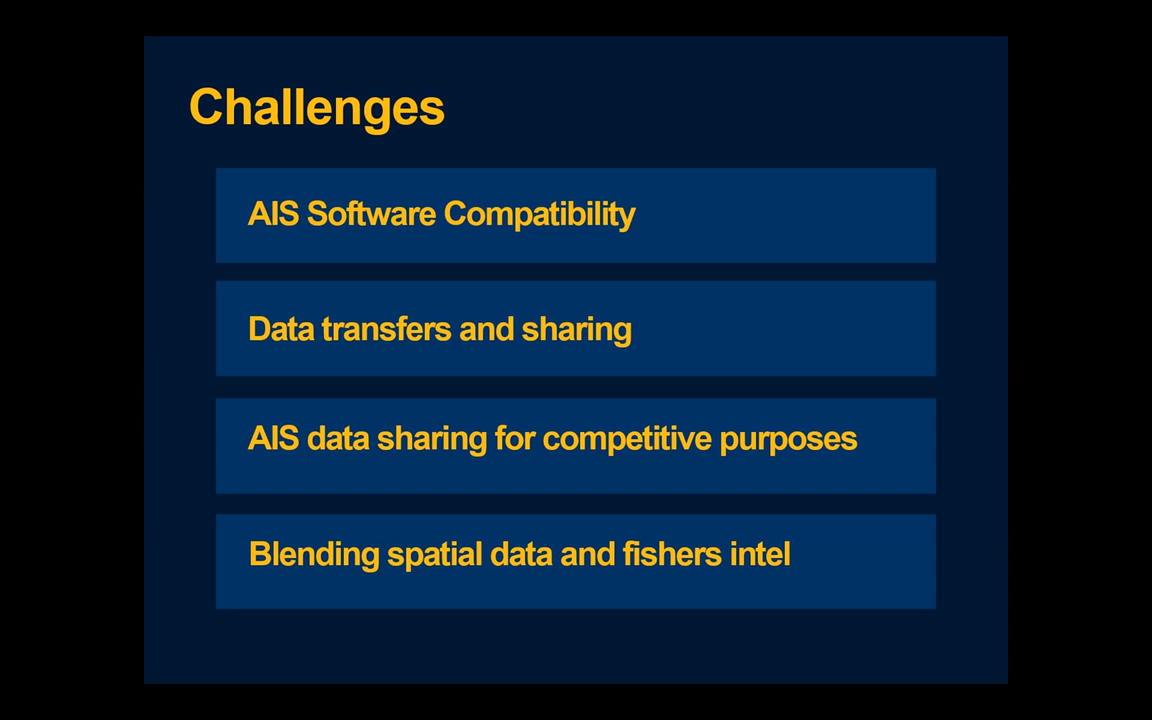 Challenges
AIS Software Compatibility
Data transfers and sharing
AIS data sharing for competitive purposes
Blending spatial data and fishers intel